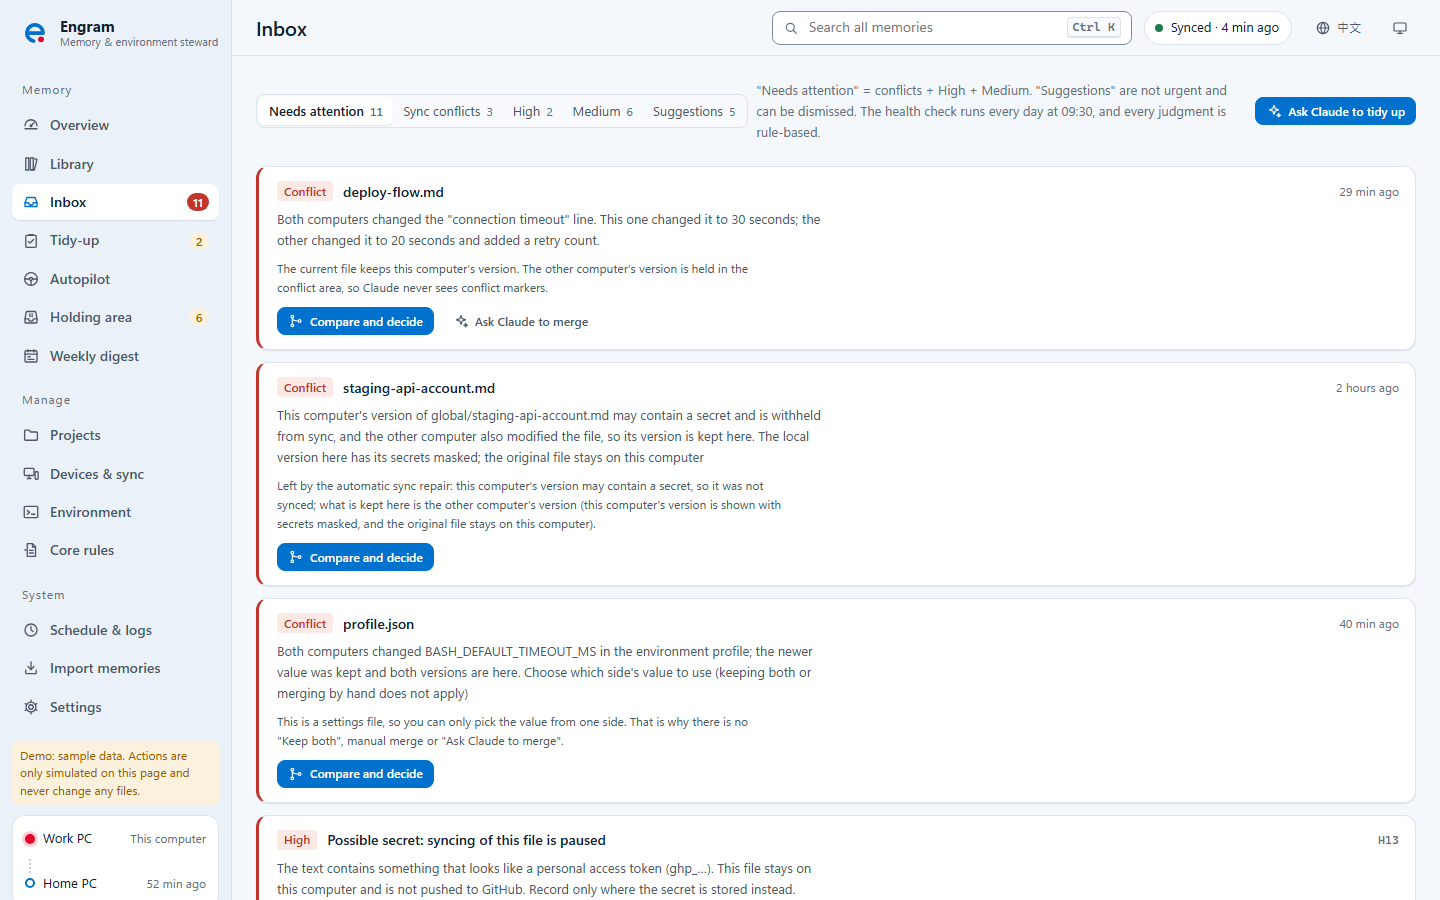 Engram
Memory & environment steward
Memory
Overview
Library
Inbox 11
Tidy-up 2
Autopilot
Holding area 6
Weekly digest
Manage
Projects
Devices & sync
Environment
Core rules
System
Schedule & logs
Import memories
Settings
Demo: sample data. Actions are
only simulated on this page and
never change any files.
Work PC This computer
Home PC 52 min ago
Inbox
Search all memories Ctrl K
Synced · 4 min ago
中文
Needs attention 11 Sync conflicts 3 High 2 Medium 6 Suggestions 5
"Needs attention" = conflicts + High + Medium. "Suggestions" are not urgent and
can be dismissed. The health check runs every day at 09:30, and every judgment is
rule-based.
Ask Claude to tidy up
Conflict deploy-flow.md 29 min ago
Both computers changed the "connection timeout" line. This one changed it to 30 seconds; the
other changed it to 20 seconds and added a retry count.
The current file keeps this computer's version. The other computer's version is held in the
conflict area, so Claude never sees conflict markers.
Compare and decide Ask Claude to merge
Conflict staging-api-account.md 2 hours ago
This computer's version of global/staging-api-account.md may contain a secret and is withheld
from sync, and the other computer also modified the file, so its version is kept here. The local
version here has its secrets masked; the original file stays on this computer
Left by the automatic sync repair: this computer's version may contain a secret, so it was not
synced; what is kept here is the other computer's version (this computer's version is shown with
secrets masked, and the original file stays on this computer).
Compare and decide
Conflict profile.json 40 min ago
Both computers changed BASH_DEFAULT_TIMEOUT_MS in the environment profile; the newer
value was kept and both versions are here. Choose which side's value to use (keeping both or
merging by hand does not apply)
This is a settings file, so you can only pick the value from one side. That is why there is no
"Keep both", manual merge or "Ask Claude to merge".
Compare and decide
High Possible secret: syncing of this file is paused H13
The text contains something that looks like a personal access token (ghp_...). This file stays on
this computer and is not pushed to GitHub. Record only where the secret is stored instead.